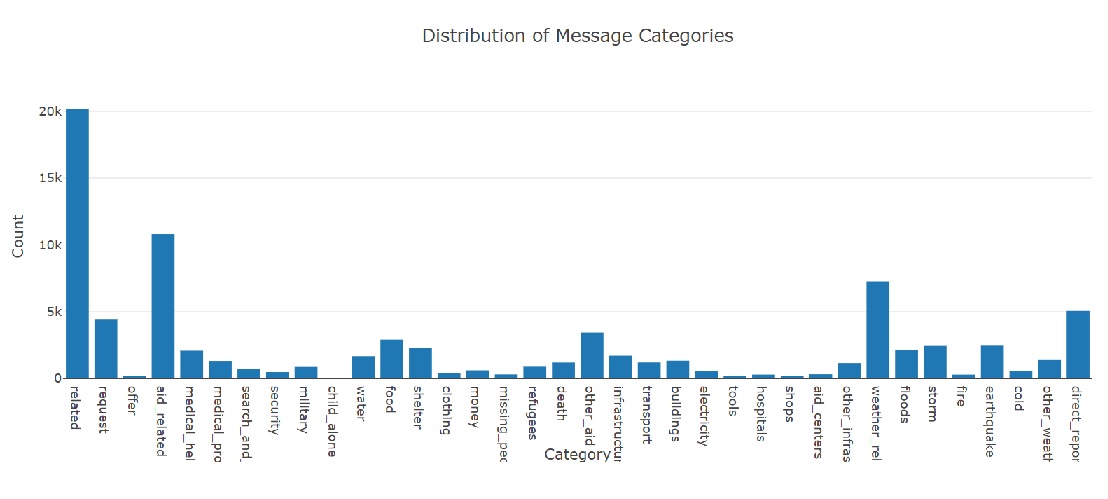 Distribution of Message Categories
20k
15k
10k
5k
0
Count
related
request
offer
aid_related
medical_hel
medical_pro
search_and_
security
military
child_alone
water
food
shelter
clothing
money
missing_peo
refugees
death
other_aid
infrastructur
transport
buildings
electricity
tools
hospitals
shops
aid_centers
other_infras
weather_rel
floods
storm
fire
earthquake
cold
other_weath
direct_repor
Category